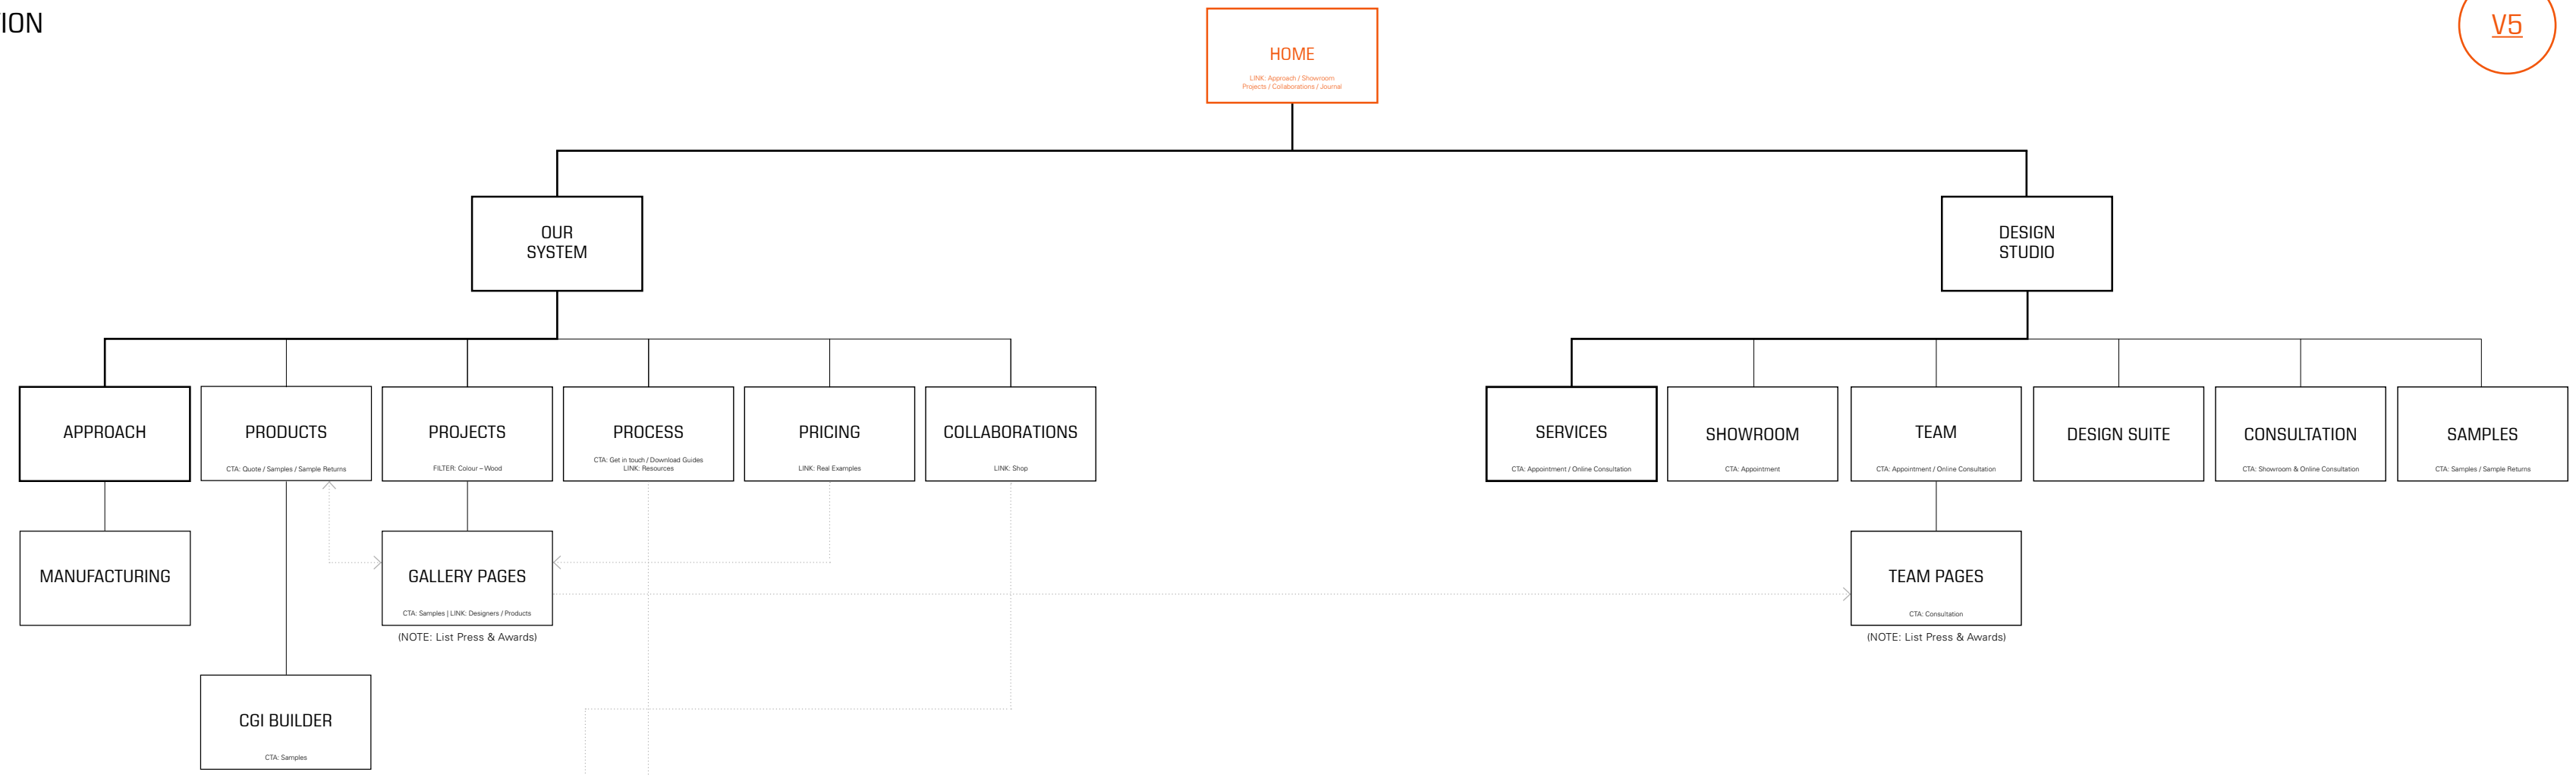 TION
V5
HOME
LINK: Approach / Showroom
Projects / Collaborations / Journal
OUR
SYSTEM
DESIGN
STUDIO
APPROACH
PRODUCTS
CTA: Quote / Samples / Sample Returns
PROJECTS
FILTER: Colour – Wood
PROCESS
CTA: Get in touch / Download Guides
LINK: Resources
PRICING
LINK: Real Examples
COLLABORATIONS
LINK: Shop
SERVICES
CTA: Appointment / Online Consultation
SHOWROOM
CTA: Appointment
TEAM
CTA: Appointment / Online Consultation
DESIGN SUITE
CONSULTATION
CTA: Showroom & Online Consultation
SAMPLES
CTA: Samples / Sample Returns
MANUFACTURING
GALLERY PAGES
CTA: Samples | LINK: Designers / Products
(NOTE: List Press & Awards)
TEAM PAGES
CTA: Consultation
(NOTE: List Press & Awards)
CGI BUILDER
CTA: Samples